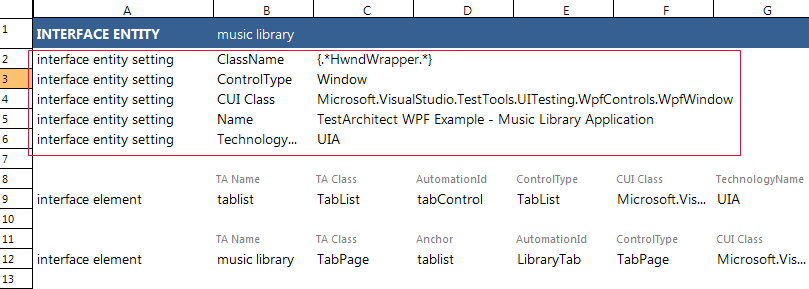 A B C D E F G
1 INTERFACE ENTITY music library
2 interface entity setting ClassName {.*HwndWrapper.*}
3 interface entity setting ControlType Window
4 interface entity setting CUI Class Microsoft.VisualStudio.TestTools.UITesting.WpfControls.WpfWindow
5 interface entity setting Name TestArchitect WPF Example - Music Library Application
6 interface entity setting Technology... UIA
7
8 TA Name TA Class AutomationId ControlType CUI Class TechnologyName
9 interface element tablist TabList tabControl TabList Microsoft.Vis... UIA
10
11 TA Name TA Class Anchor AutomationId ControlType CUI Class
12 interface element music library TabPage tablist LibraryTab TabPage Microsoft.Vis...
13